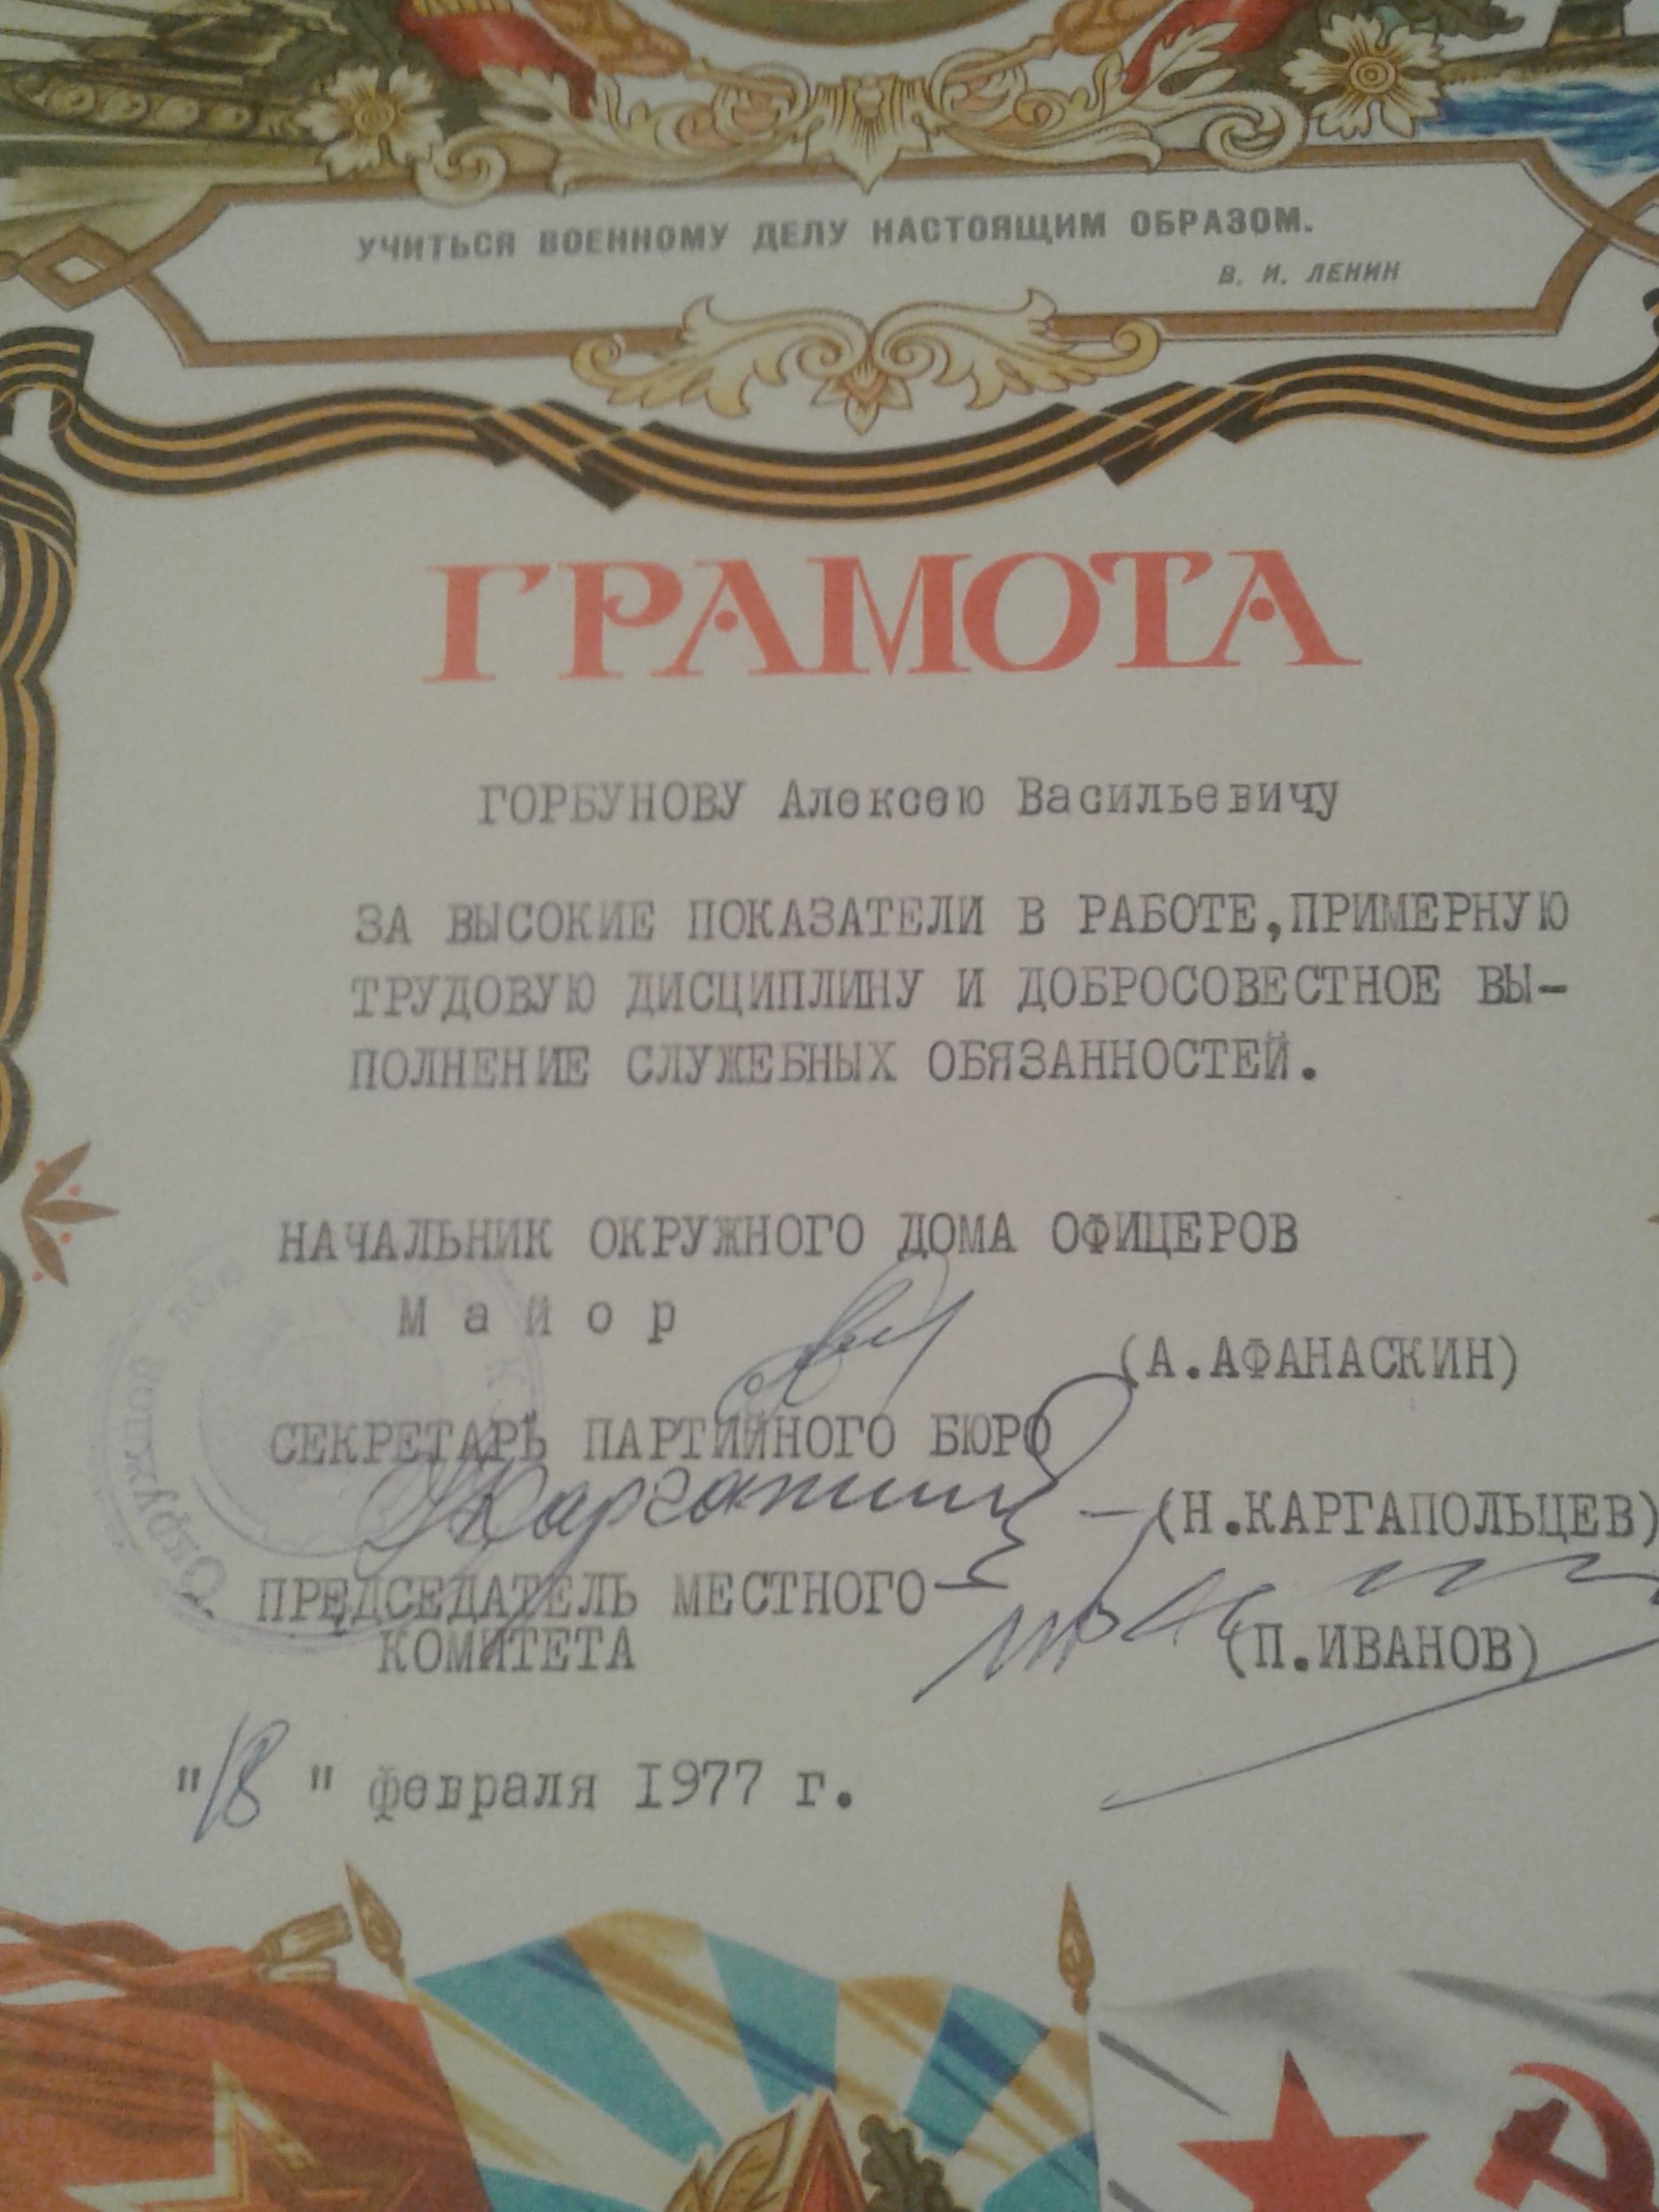 УЧИТЬСЯ ВОЕННОМУ ДЕЛУ НАСТОЯЩИМ ОБРАЗОМ.
В. И. ЛЕНИН
ГРАМОТА
ГОРБУНОВУ Алексею Васильевичу
ЗА ВЫСОКИЕ ПОКАЗАТЕЛИ В РАБОТЕ,ПРИМЕРНУЮ
ТРУДОВУЮ ДИСЦИПЛИНУ И ДОБРОСОВЕСТНОЕ ВЫ-
ПОЛНЕНИЕ СЛУЖЕБНЫХ ОБЯЗАННОСТЕЙ.
НАЧАЛЬНИК ОКРУЖНОГО ДОМА ОФИЦЕРОВ
М а й о р
(А.АФАНАСКИН)
СЕКРЕТАРЬ ПАРТИЙНОГО БЮРО
(Н.КАРГАПОЛЬЦЕВ)
ПРЕДСЕДАТЕЛЬ МЕСТНОГО
КОМИТЕТА (П.ИВАНОВ)
"18" февраля 1977 г.